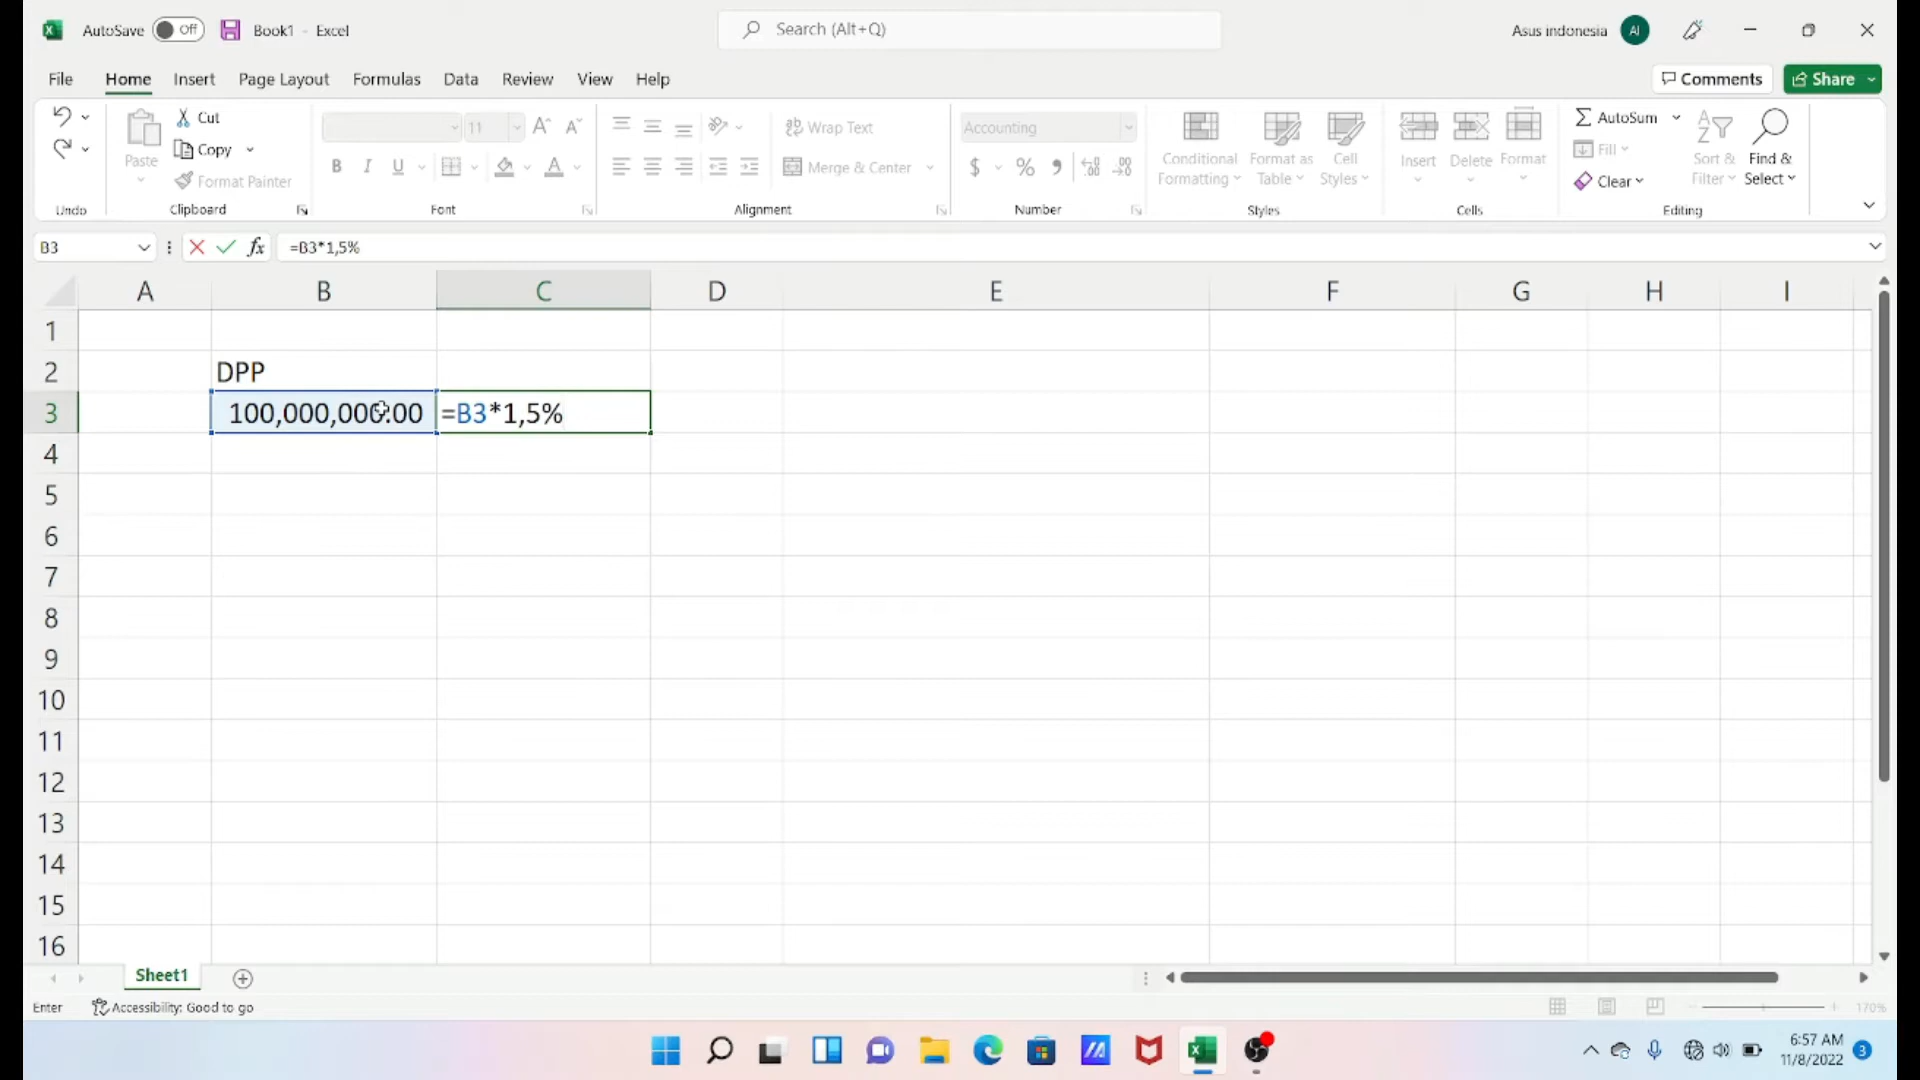 AutoSave Off Book1 - Excel Search (Alt+Q) Asus indonesia AI
File Home Insert Page Layout Formulas Data Review View Help Comments Share
Cut
Copy
Paste
Format Painter
11
Wrap Text
Merge & Center
Accounting
Conditional Formatting
Format as Table
Cell Styles
Insert
Delete
Format
AutoSum
Fill
Clear
Sort & Filter
Find & Select
Undo Clipboard Font Alignment Number Styles Cells Editing
B3 fx =B3*1,5%
A B C D E F G H I
1
2 DPP
3 100,000,000.00 =B3*1,5%
4
5
6
7
8
9
10
11
12
13
14
15
16
Sheet1
Enter Accessibility: Good to go 170%
6:57 AM
11/8/2022 3